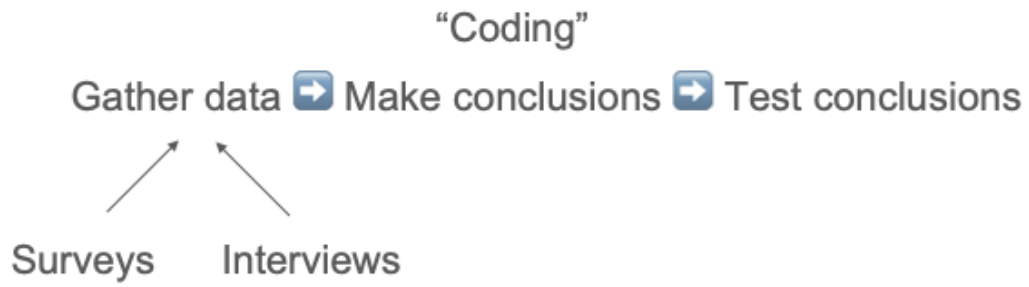 “Coding”
Gather data ➡️ Make conclusions ➡️ Test conclusions
Surveys Interviews